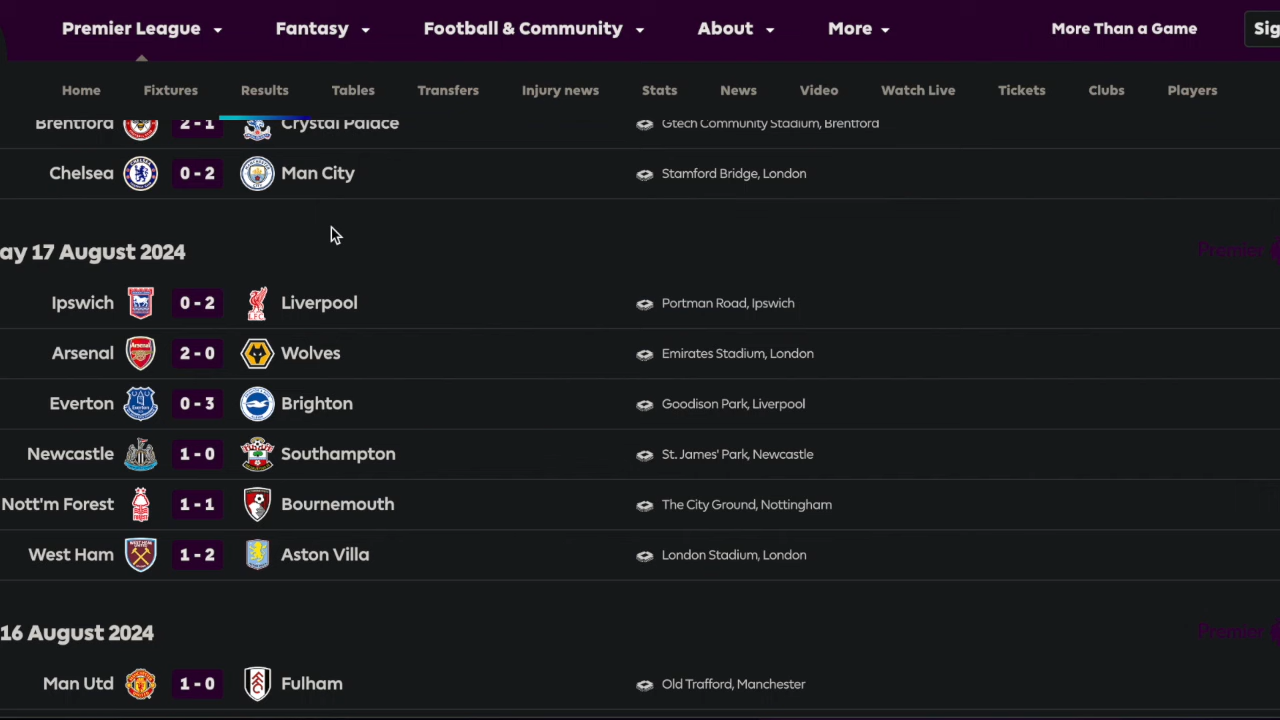 Premier League Fantasy Football & Community About More More Than a Game Sig
Home Fixtures Results Tables Transfers Injury news Stats News Video Watch Live Tickets Clubs Players
Brentford 2 - 1 Crystal Palace Gtech Community Stadium, Brentford
Chelsea 0 - 2 Man City Stamford Bridge, London
ay 17 August 2024 Premier
Ipswich 0 - 2 Liverpool Portman Road, Ipswich
Arsenal 2 - 0 Wolves Emirates Stadium, London
Everton 0 - 3 Brighton Goodison Park, Liverpool
Newcastle 1 - 0 Southampton St. James' Park, Newcastle
Nott'm Forest 1 - 1 Bournemouth The City Ground, Nottingham
West Ham 1 - 2 Aston Villa London Stadium, London
16 August 2024 Premier
Man Utd 1 - 0 Fulham Old Trafford, Manchester